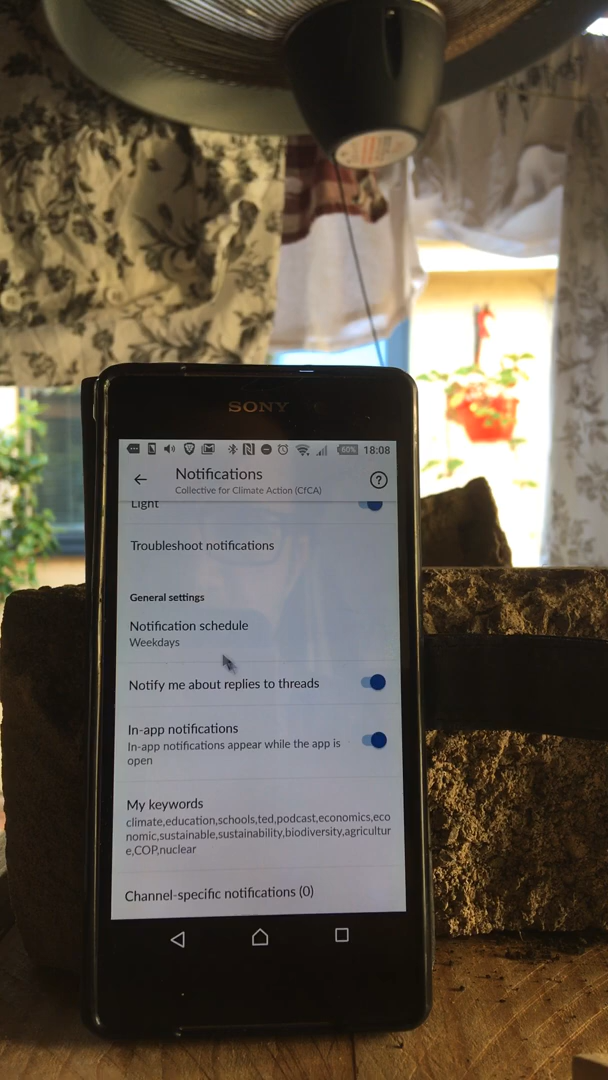 SONY
60% 18:08
Notifications
Collective for Climate Action (CfCA)
Light
Troubleshoot notifications
General settings
Notification schedule
Weekdays
Notify me about replies to threads
In-app notifications
In-app notifications appear while the app is
open
My keywords
climate,education,schools,ted,podcast,economics,eco
nomic,sustainable,sustainability,biodiversity,agricultur
e,COP,nuclear
Channel-specific notifications (0)